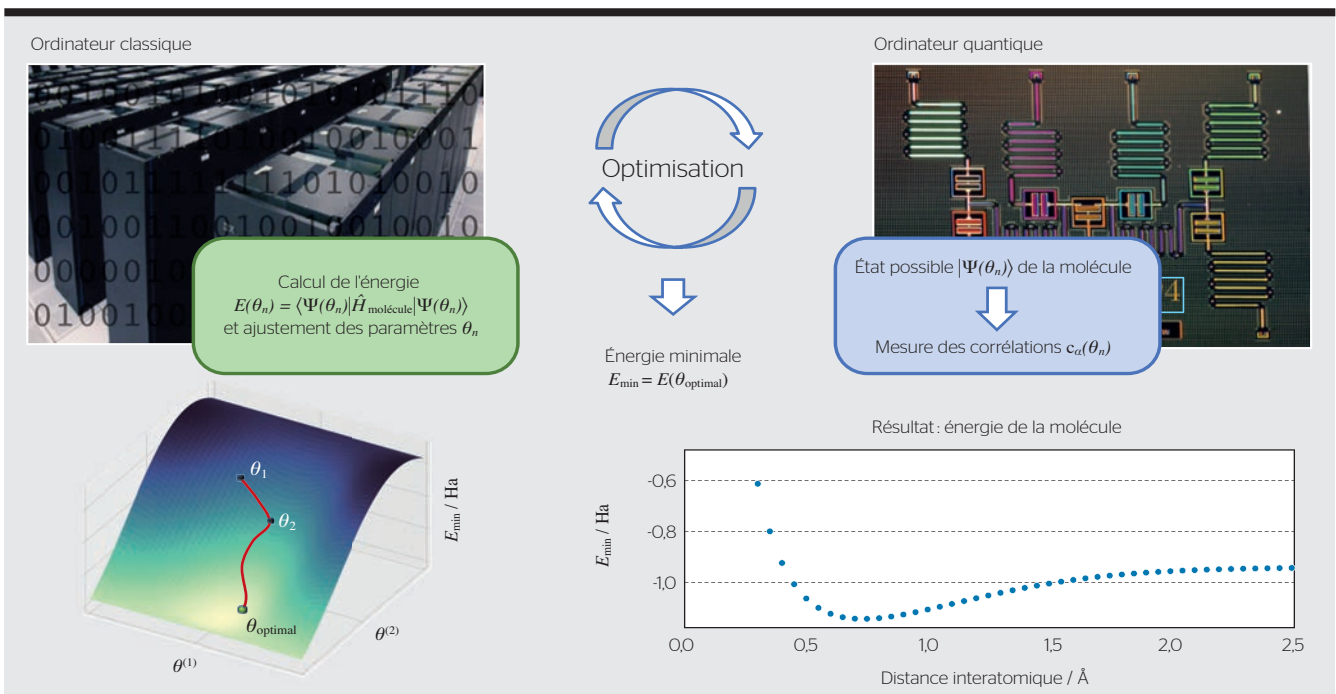 Ordinateur classique
Ordinateur quantique
Optimisation
Calcul de l'énergie
E(θn) = ⟨Ψ(θn)|Ĥmolécule|Ψ(θn)⟩
et ajustement des paramètres θn
État possible |Ψ(θn)⟩ de la molécule
Mesure des corrélations cα(θn)
Énergie minimale
Emin = E(θoptimal)
θ1
θ2
θoptimal
θ(1)
θ(2)
Emin / Ha
Résultat : énergie de la molécule
Emin / Ha
-0,6
-0,8
-1,0
0,0 0,5 1,0 1,5 2,0 2,5
Distance interatomique / Å